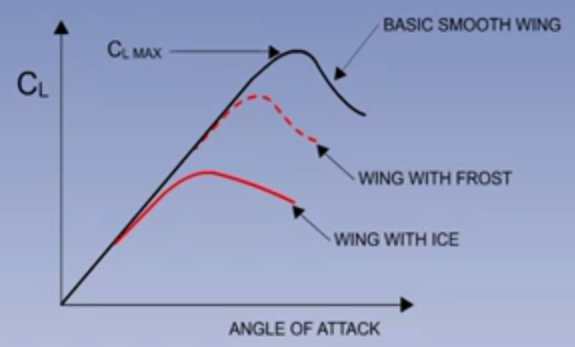 BASIC SMOOTH WING
CL MAX
CL
WING WITH FROST
WING WITH ICE
ANGLE OF ATTACK